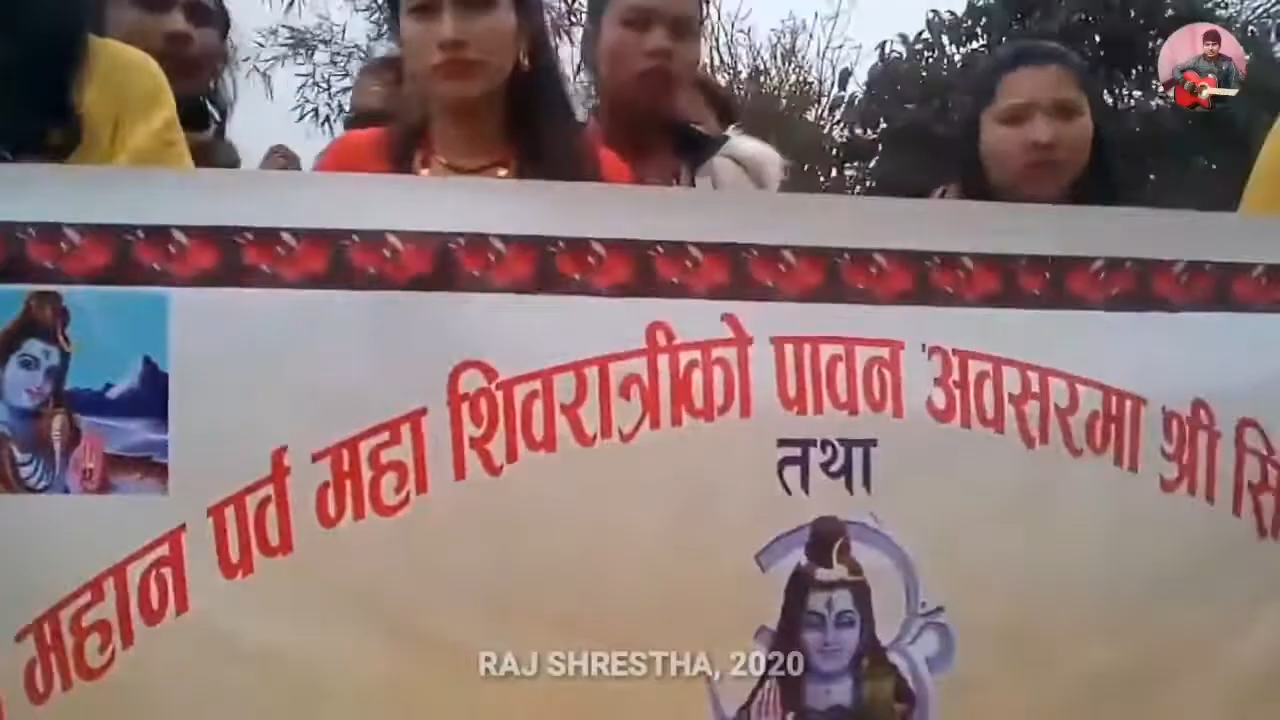 महान पर्व महा शिवरात्रीको पावन अवसरमा श्री
तथा
RAJ SHRESTHA, 2020